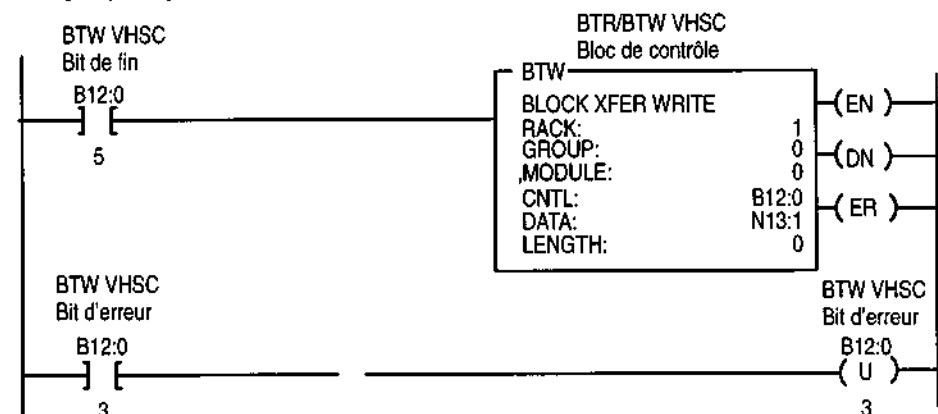 BTW VHSC
Bit de fin
B12:0
] [
5
BTR/BTW VHSC
Bloc de contrôle
BTW
BLOCK XFER WRITE
RACK: 1
GROUP: 0
,MODULE: 0
CNTL: B12:0
DATA: N13:1
LENGTH: 0
(EN )
(DN )
(ER )
BTW VHSC
Bit d'erreur
B12:0
] [
3
BTW VHSC
Bit d'erreur
B12:0
( U )
3